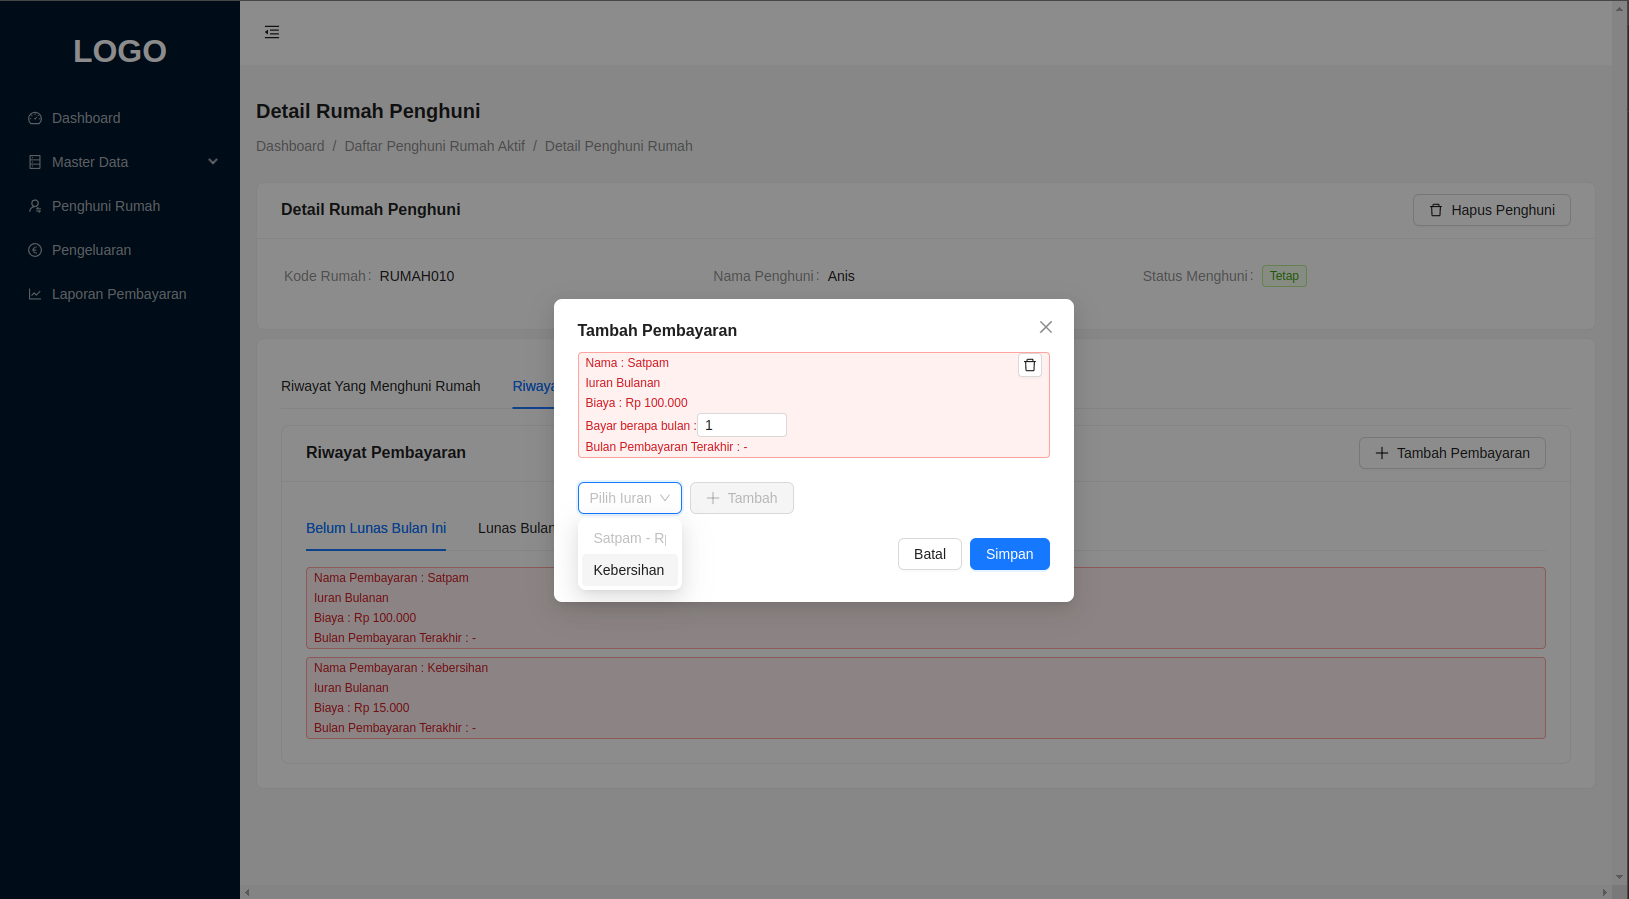 LOGO
Dashboard
Master Data
Penghuni Rumah
Pengeluaran
Laporan Pembayaran
Detail Rumah Penghuni
Dashboard / Daftar Penghuni Rumah Aktif / Detail Penghuni Rumah
Detail Rumah Penghuni
Hapus Penghuni
Kode Rumah : RUMAH010
Nama Penghuni : Anis
Status Menghuni : Tetap
Riwayat Yang Menghuni Rumah
Riwayat Pembayaran
Tambah Pembayaran
Belum Lunas Bulan Ini
Lunas Bulan
Nama Pembayaran : Satpam
Iuran Bulanan
Biaya : Rp 100.000
Bulan Pembayaran Terakhir : -
Nama Pembayaran : Kebersihan
Iuran Bulanan
Biaya : Rp 15.000
Bulan Pembayaran Terakhir : -
Tambah Pembayaran
Nama : Satpam
Iuran Bulanan
Biaya : Rp 100.000
Bayar berapa bulan : 1
Bulan Pembayaran Terakhir : -
Pilih Iuran
Tambah
Satpam - Rp
Kebersihan
Batal
Simpan